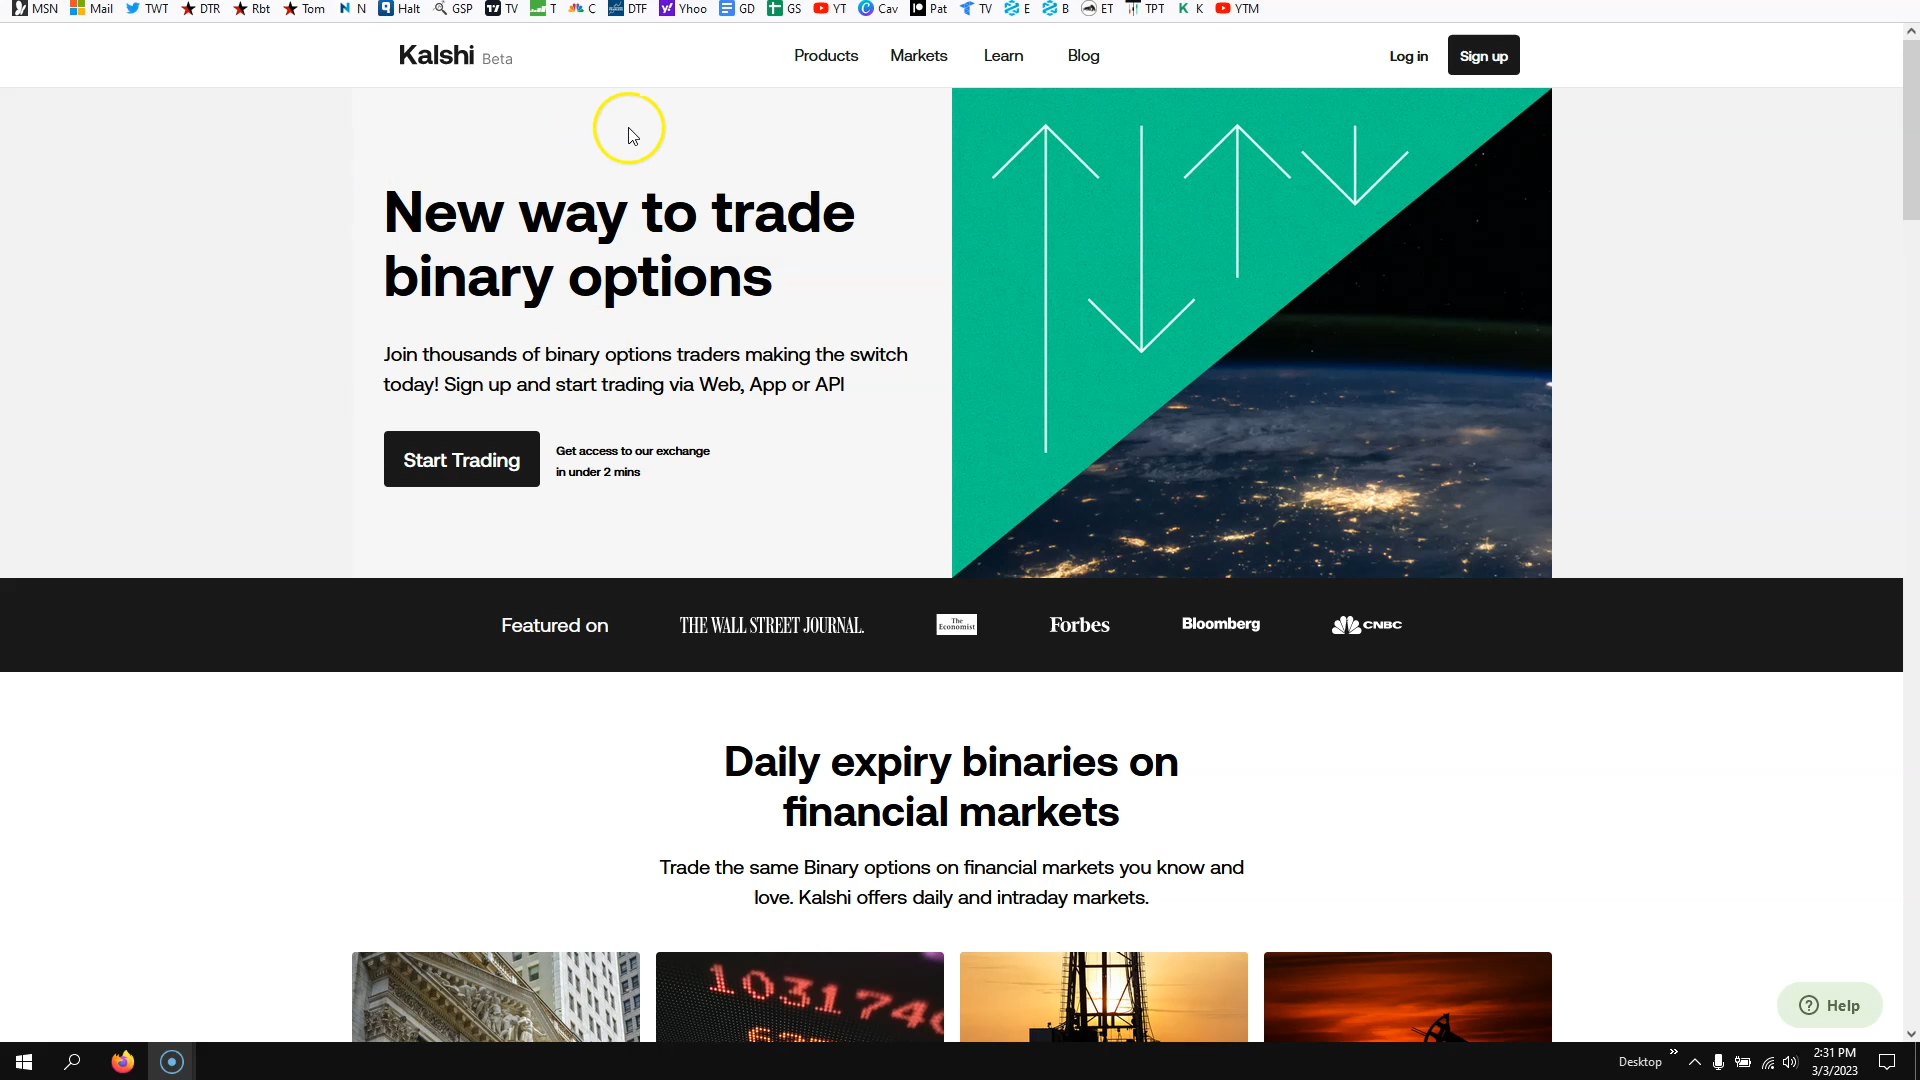 MSN Mail TWT DTR Rbt Tom N Halt GSP TV T C DTF Yhoo GD GS YT Cav Pat TV E B ET TPT K YTM
Kalshi Beta Products Markets Learn Blog Log in Sign up
New way to trade
binary options
Join thousands of binary options traders making the switch
today! Sign up and start trading via Web, App or API
Start Trading
Get access to our exchange
in under 2 mins
Featured on THE WALL STREET JOURNAL. The Economist Forbes Bloomberg CNBC
Daily expiry binaries on
financial markets
Trade the same Binary options on financial markets you know and
love. Kalshi offers daily and intraday markets.
Help
Desktop
2:31 PM
3/3/2023